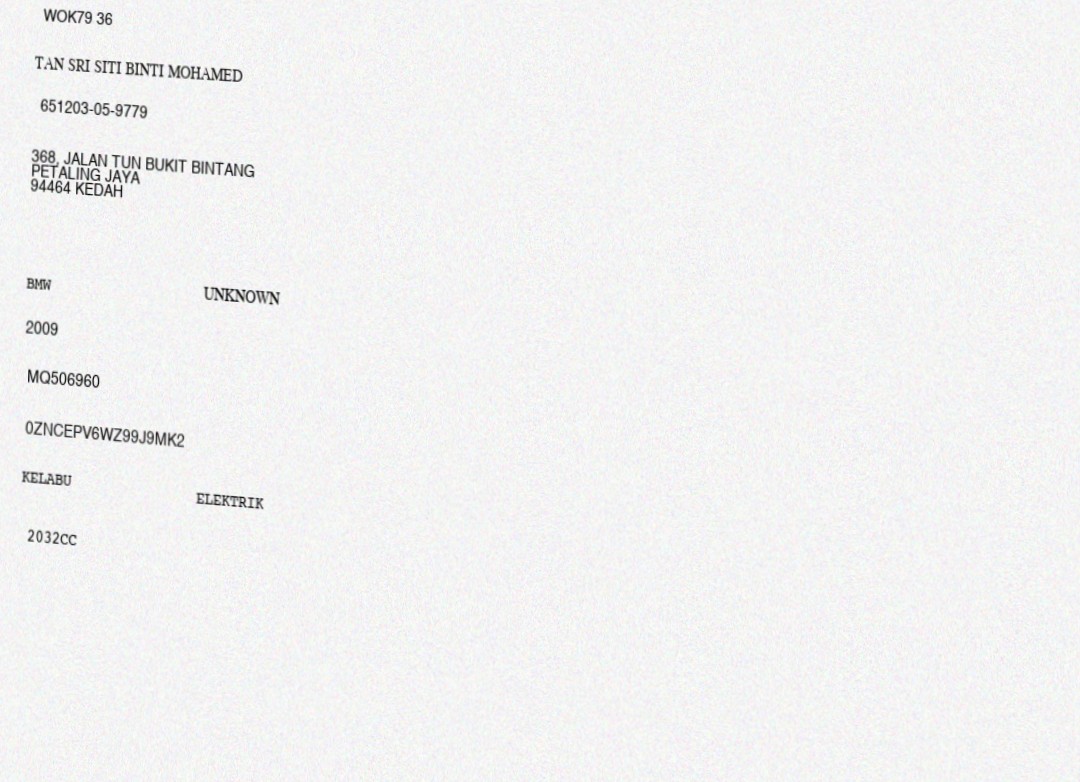 WOK79 36
TAN SRI SITI BINTI MOHAMED
651203-05-9779
368, JALAN TUN BUKIT BINTANG
PETALING JAYA
94464 KEDAH
BMW UNKNOWN
2009
MQ506960
0ZNCEPV6WZ99J9MK2
KELABU
ELEKTRIK
2032CC